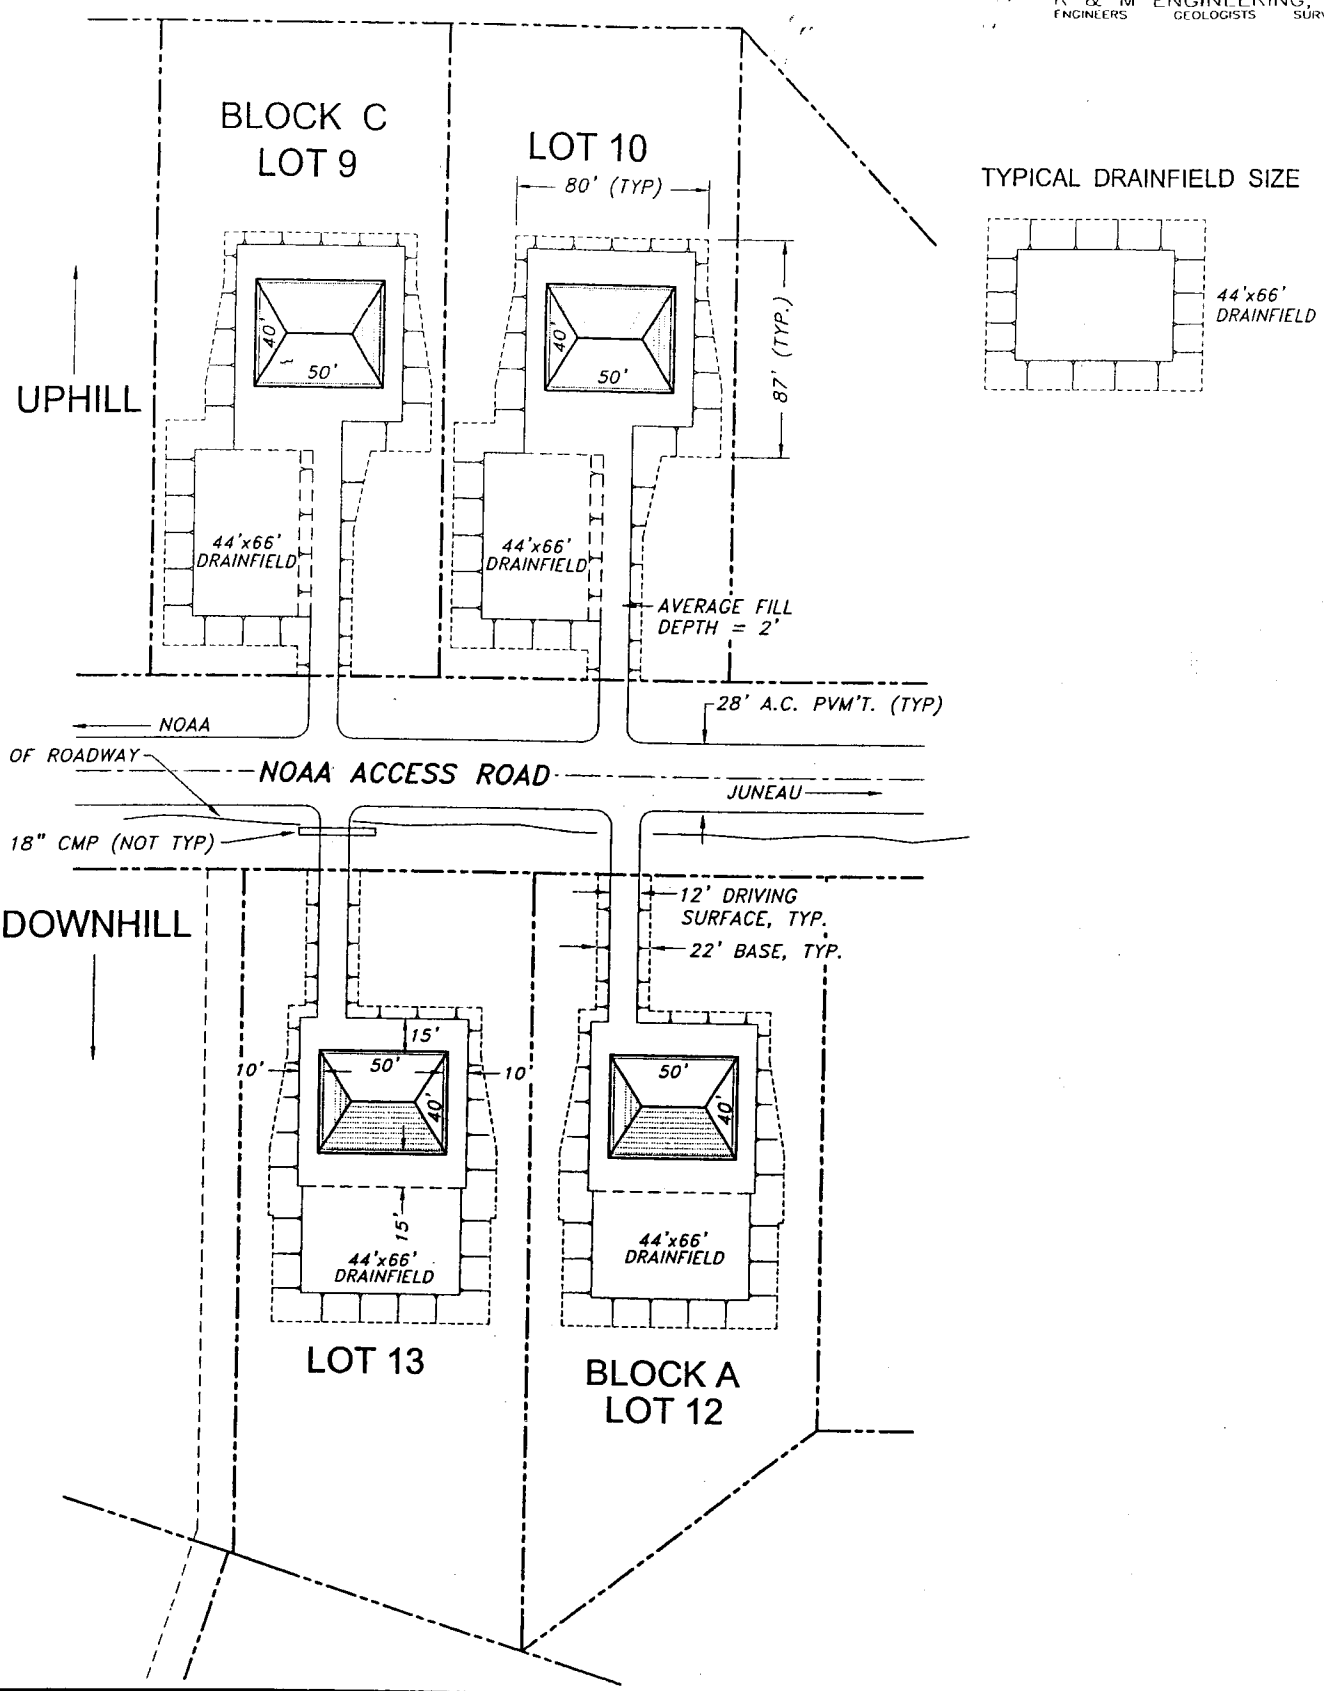 R & M ENGINEERING,
ENGINEERS GEOLOGISTS
BLOCK C
LOT 9
LOT 10
80' (TYP)
TYPICAL DRAINFIELD SIZE
44'x66'
DRAINFIELD
87' (TYP.)
40'
50'
40'
50'
UPHILL
44'x66'
DRAINFIELD
44'x66'
DRAINFIELD
AVERAGE FILL
DEPTH = 2'
28' A.C. PVM'T. (TYP)
NOAA
OF ROADWAY
NOAA ACCESS ROAD
JUNEAU
18" CMP (NOT TYP)
12' DRIVING
SURFACE, TYP.
22' BASE, TYP.
DOWNHILL
15'
10'
50'
10'
40'
50'
40'
15'
44'x66'
DRAINFIELD
44'x66'
DRAINFIELD
LOT 13
BLOCK A
LOT 12